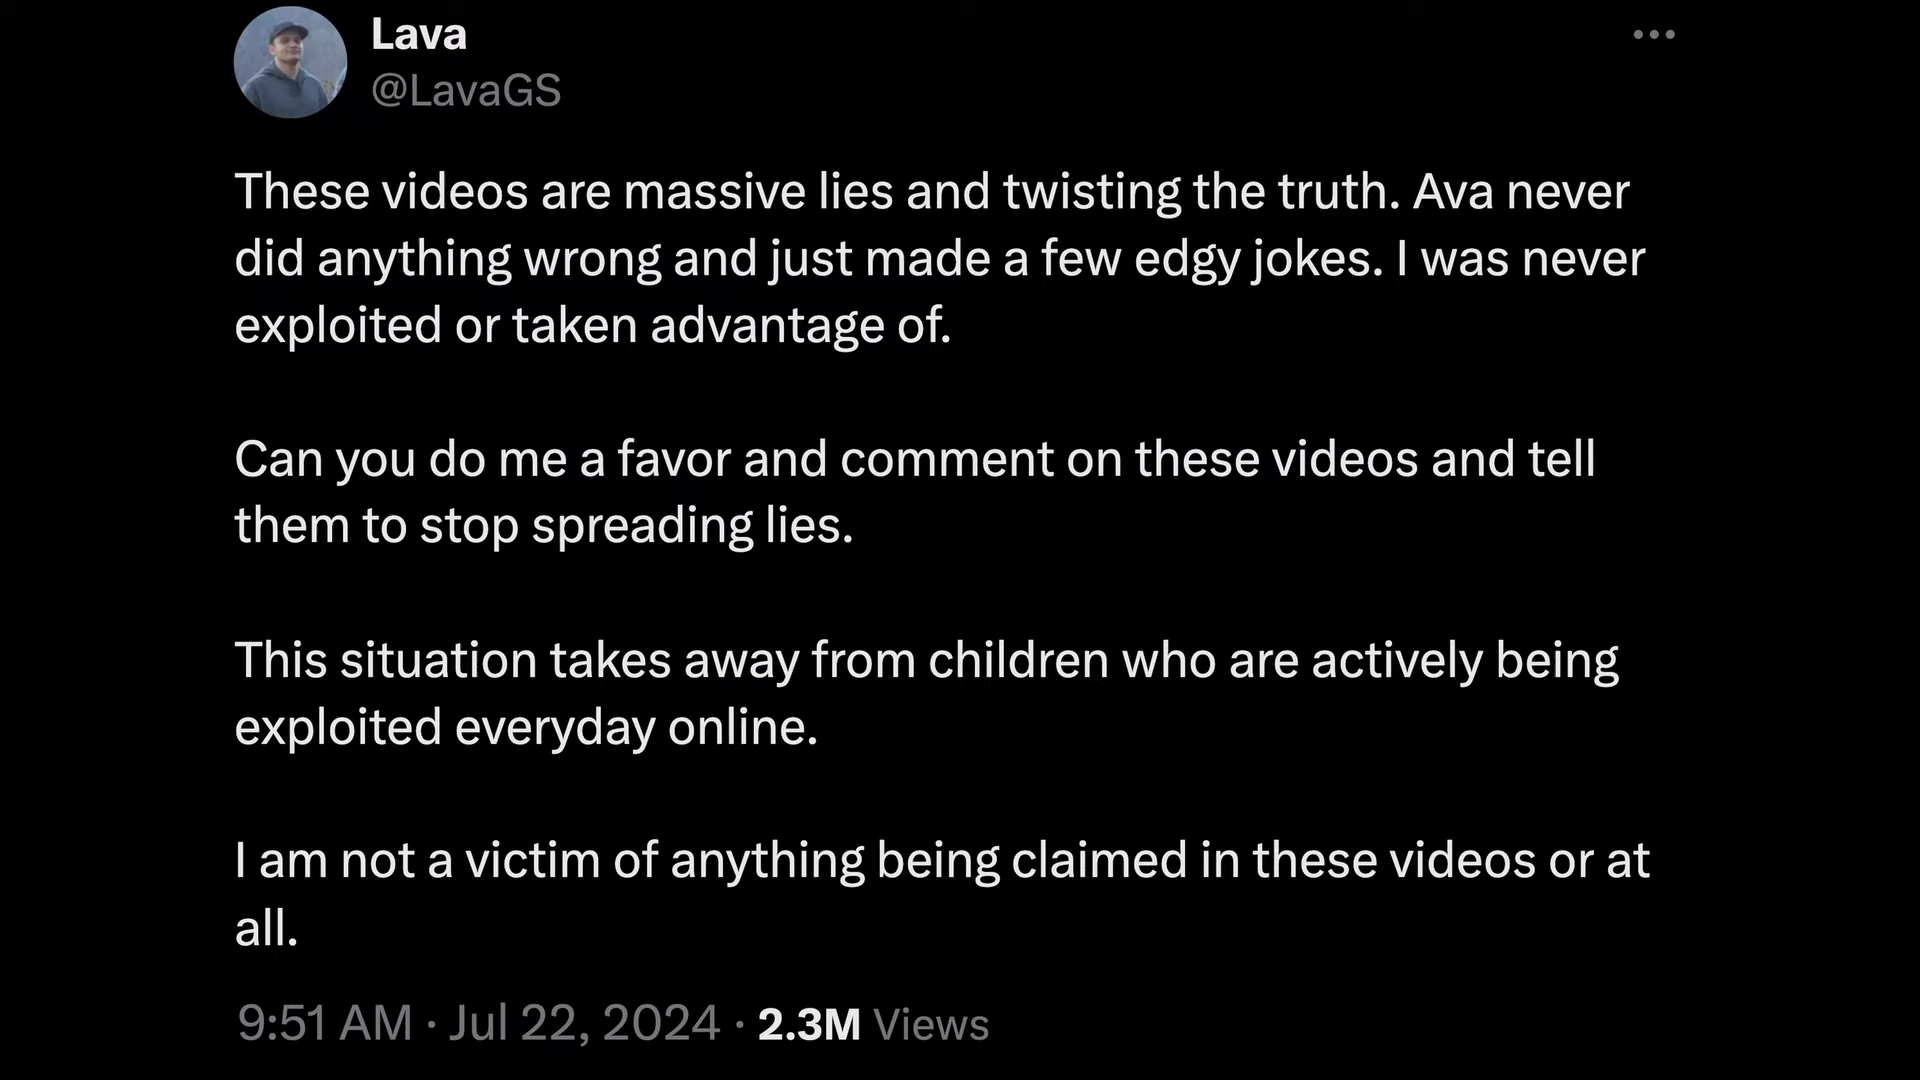 Lava
@LavaGS
These videos are massive lies and twisting the truth. Ava never
did anything wrong and just made a few edgy jokes. I was never
exploited or taken advantage of.
Can you do me a favor and comment on these videos and tell
them to stop spreading lies.
This situation takes away from children who are actively being
exploited everyday online.
I am not a victim of anything being claimed in these videos or at
all.
9:51 AM · Jul 22, 2024 · 2.3M Views